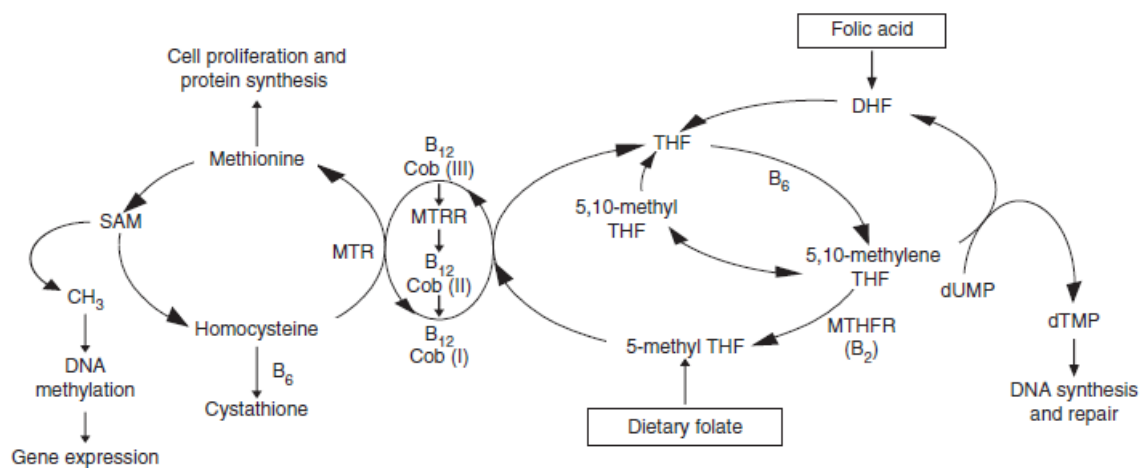 Folic acid
Cell proliferation and
protein synthesis
DHF
Methionine
B12
Cob (III)
THF
B6
SAM
MTRR
5,10-methyl
THF
MTR
B12
Cob (II)
5,10-methylene
THF
dUMP
CH3
Homocysteine
B12
Cob (I)
5-methyl THF
MTHFR
(B2)
dTMP
DNA
methylation
B6
Cystathione
DNA synthesis
and repair
Dietary folate
Gene expression